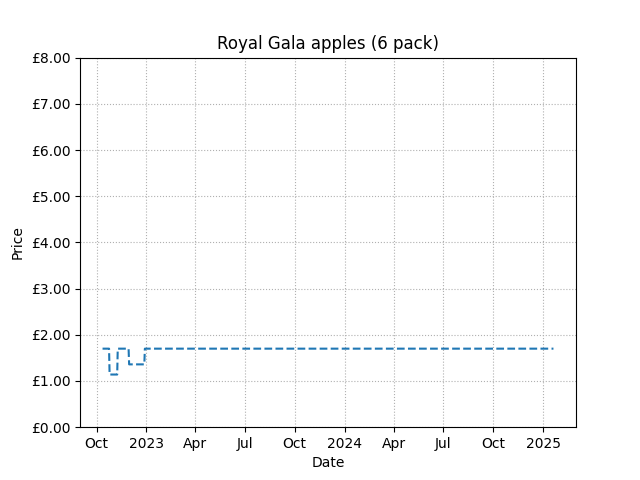 Royal Gala apples (6 pack)
£8.00
£7.00
£6.00
£5.00
£4.00
£3.00
£2.00
£1.00
£0.00
Price
Oct 2023 Apr Jul Oct 2024 Apr Jul Oct 2025
Date